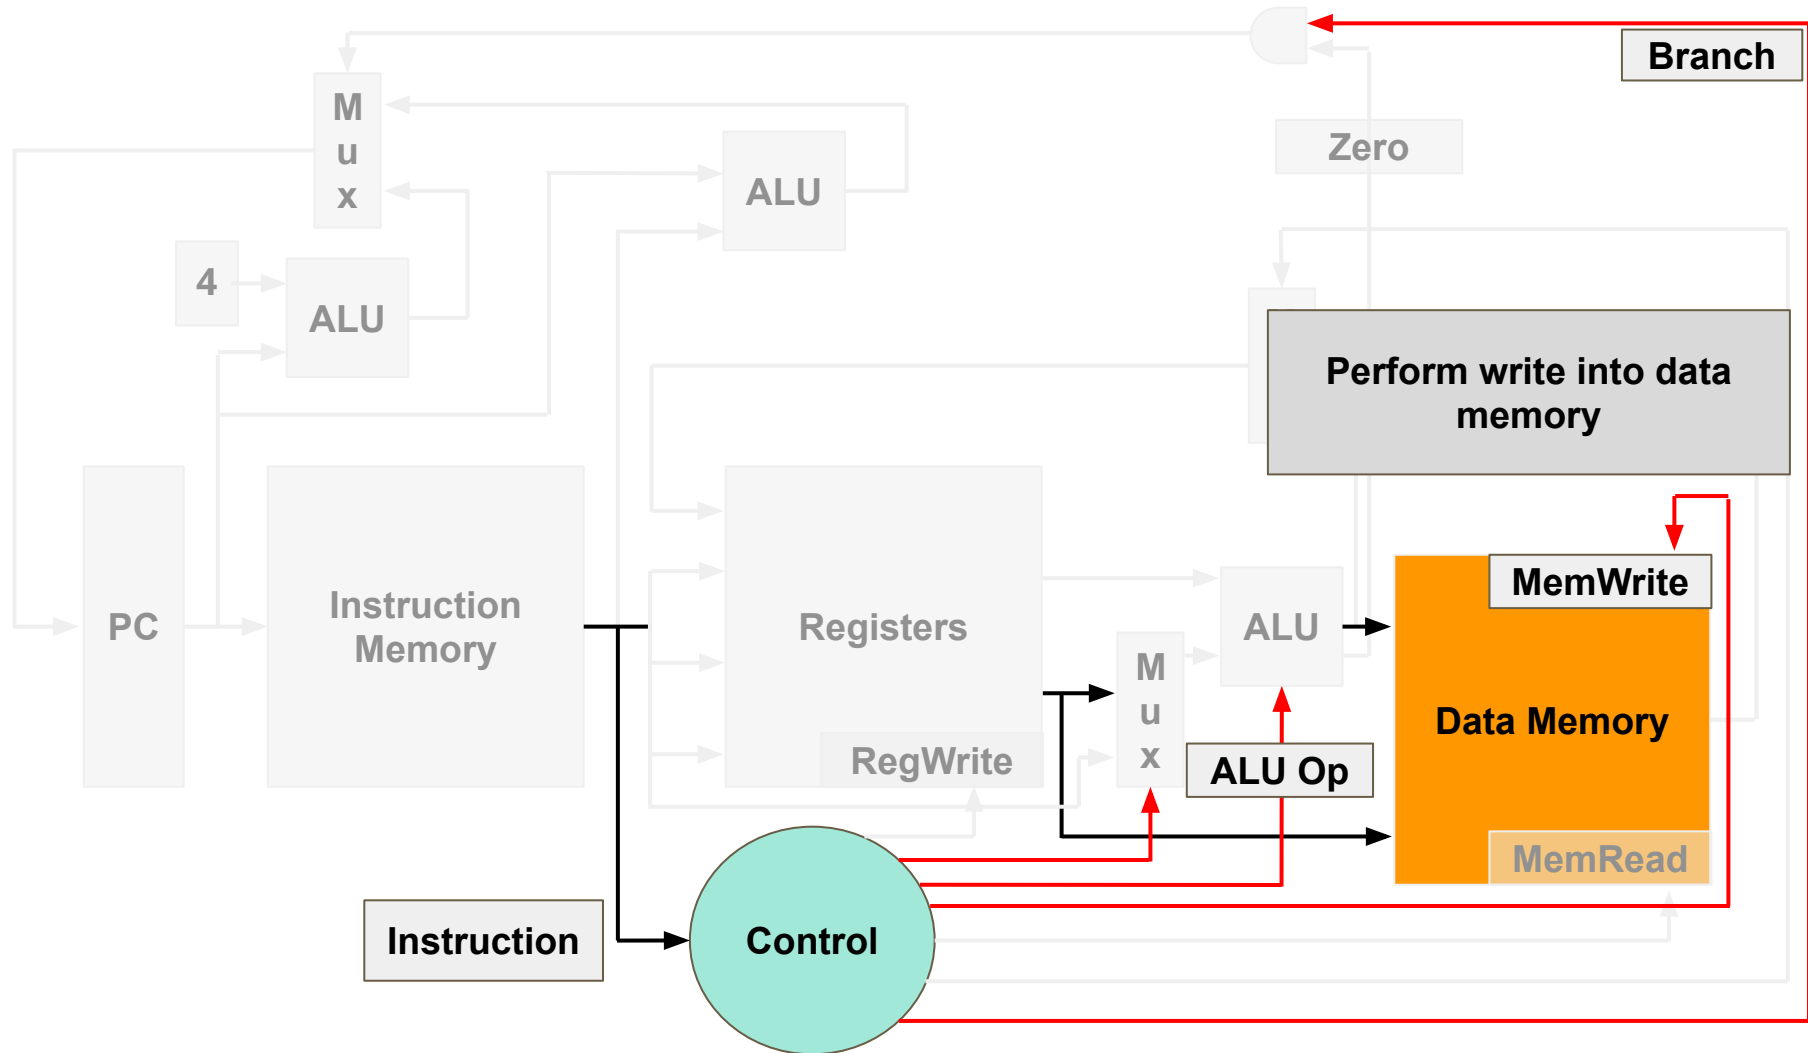 Branch
M
u
x
Zero
ALU
4
ALU
Perform write into data
memory
MemWrite
PC
Instruction
Memory
Registers
ALU
M
u
x
Data Memory
RegWrite
ALU Op
MemRead
Instruction
Control